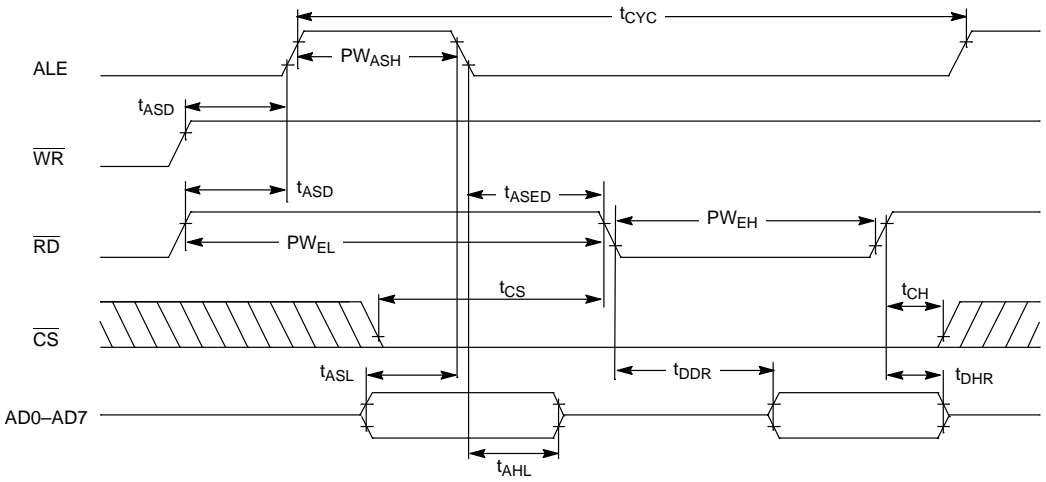 tCYC
PWASH
ALE
tASD
WR
tASD
tASED
PWEH
RD
PWEL
tCS
tCH
CS
tASL
tDDR
tDHR
AD0–AD7
tAHL